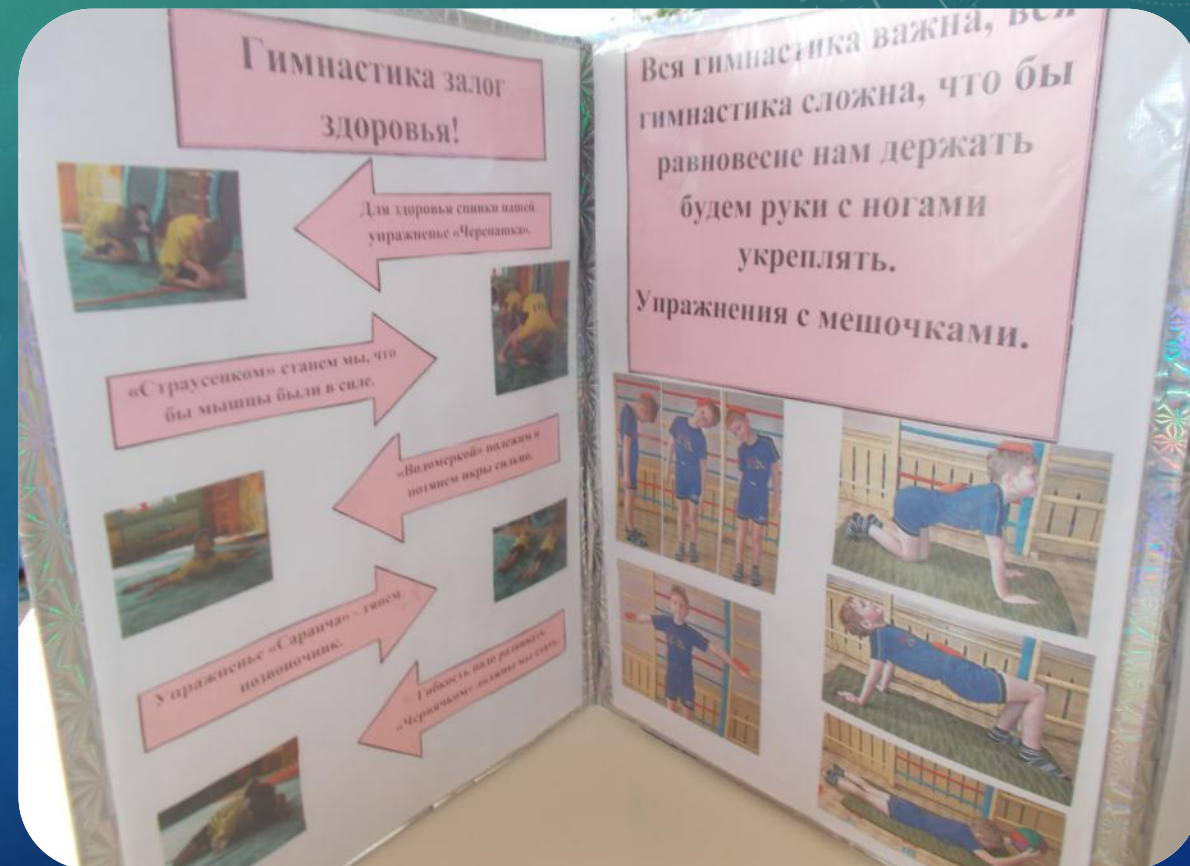 Гимнастика залог
здоровья!
Для здоровья спинки нашей
упражненье «Черепашка».
«Страусенком» станем мы, что
бы мышцы были в силе.
«Водомеркой» полежим и
потянем икры сильно.
Упражненье «Саранча» - тянем
позвоночник.
Гибкость надо развивать
«Червячком» должны мы стать.
Вся гимнастика важна, вся
гимнастика сложна, что бы
равновесие нам держать
будем руки с ногами
укреплять.
Упражнения с мешочками.